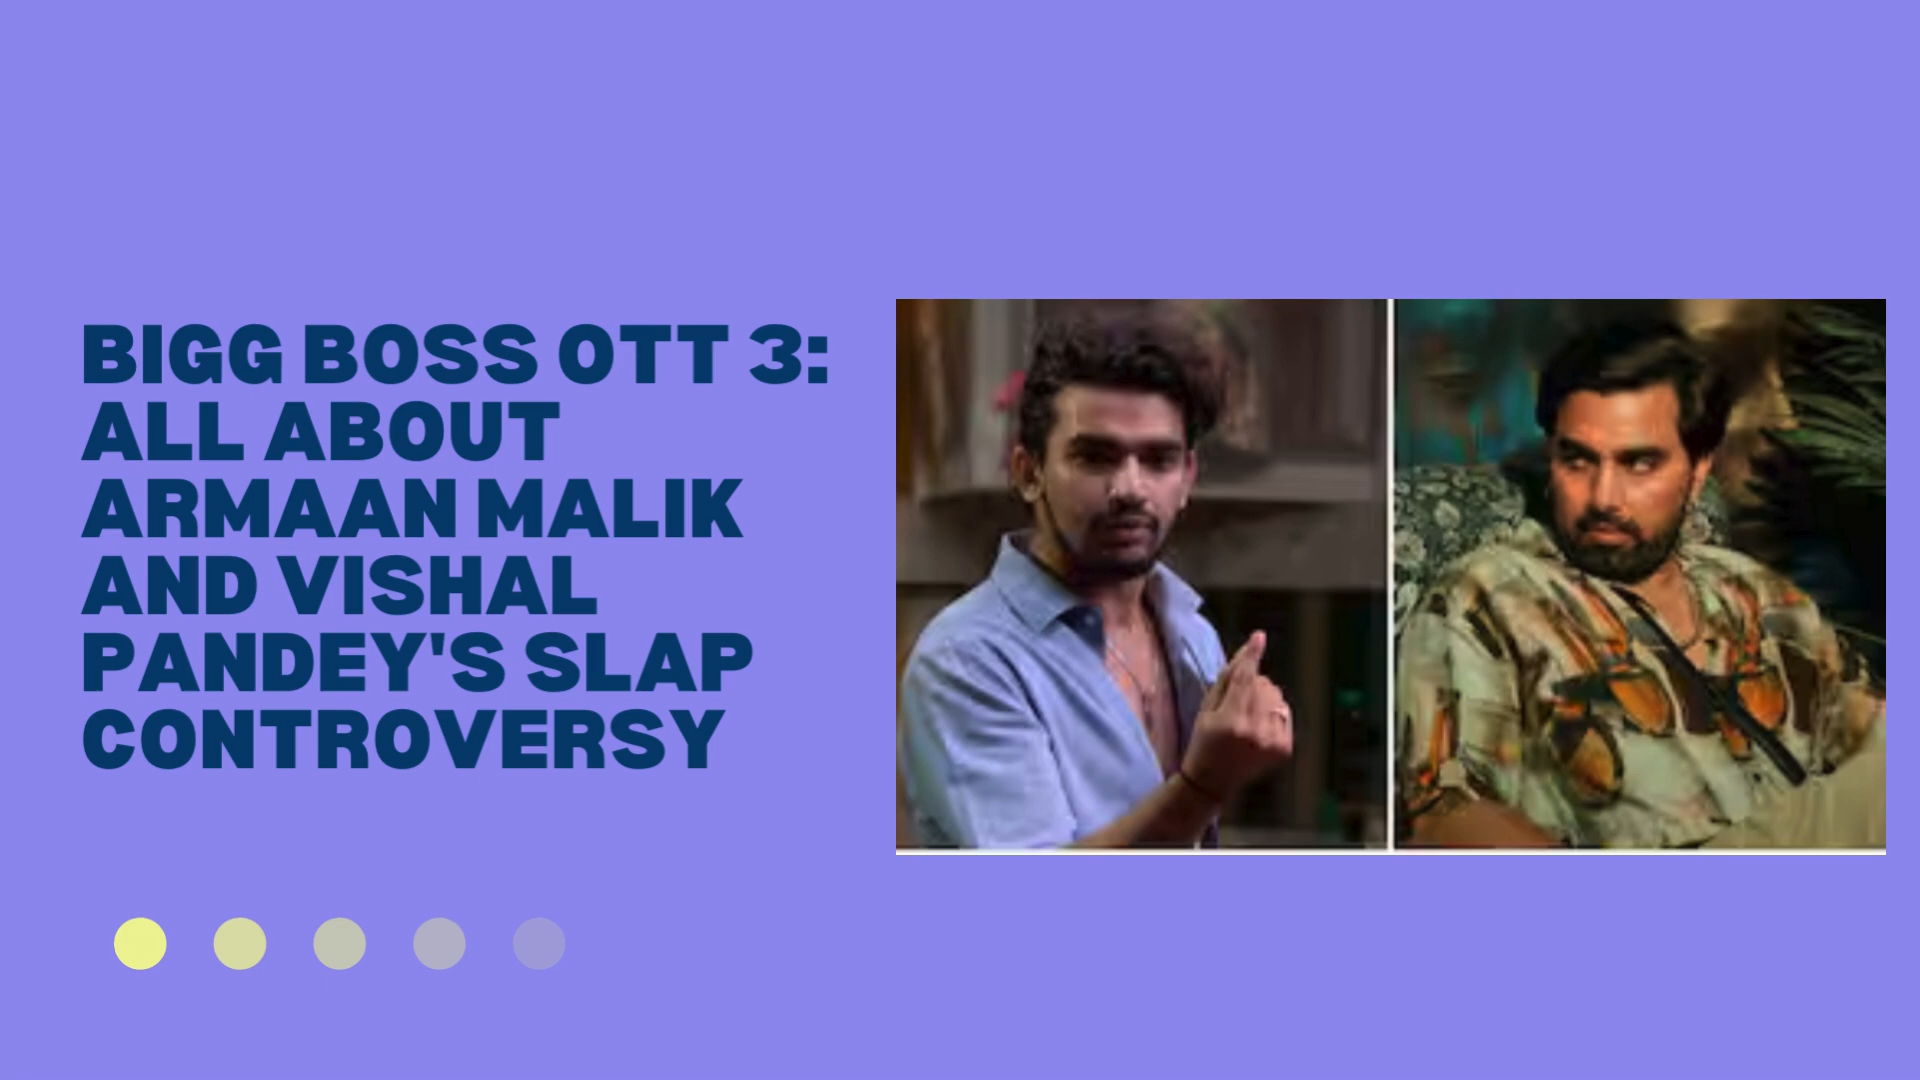 BIGG BOSS OTT 3:
ALL ABOUT
ARMAAN MALIK
AND VISHAL
PANDEY'S SLAP
CONTROVERSY